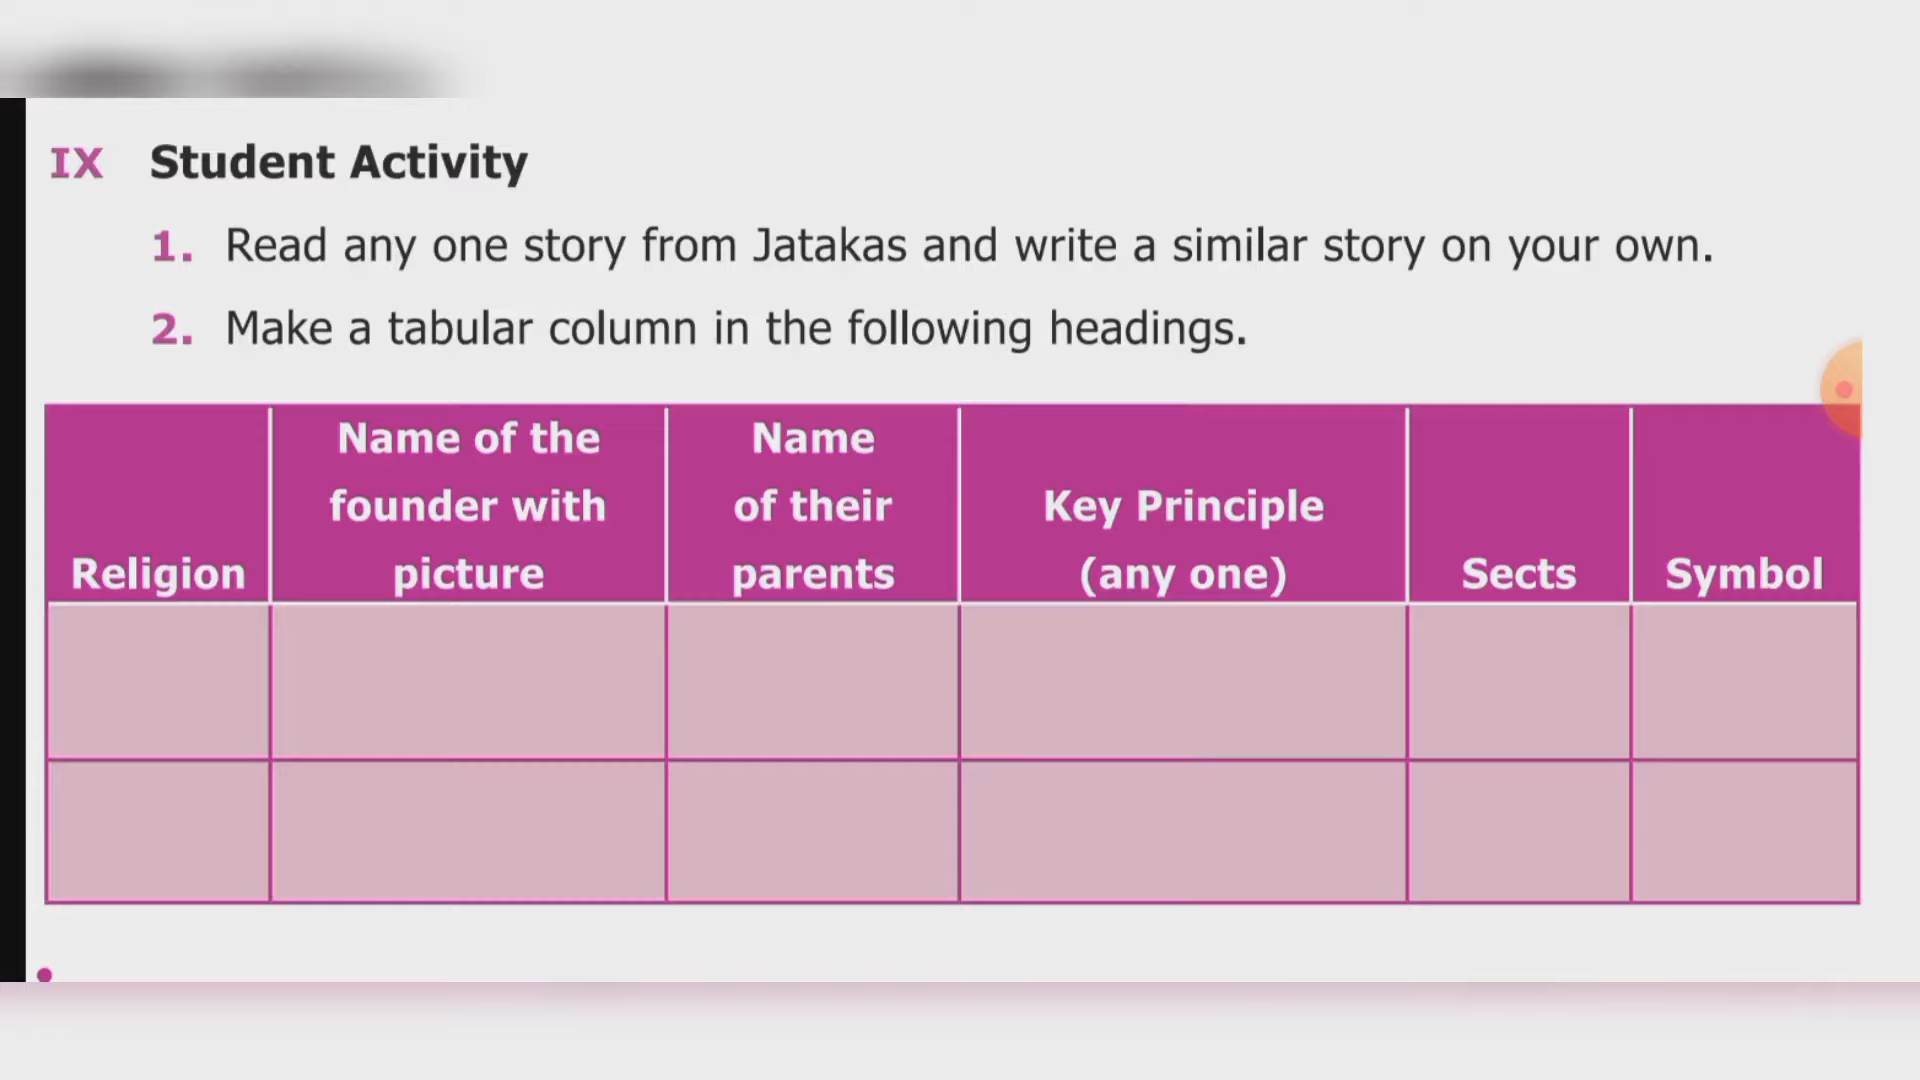 IX Student Activity
1. Read any one story from Jatakas and write a similar story on your own.
2. Make a tabular column in the following headings.
Religion
Name of the
founder with
picture
Name
of their
parents
Key Principle
(any one)
Sects
Symbol